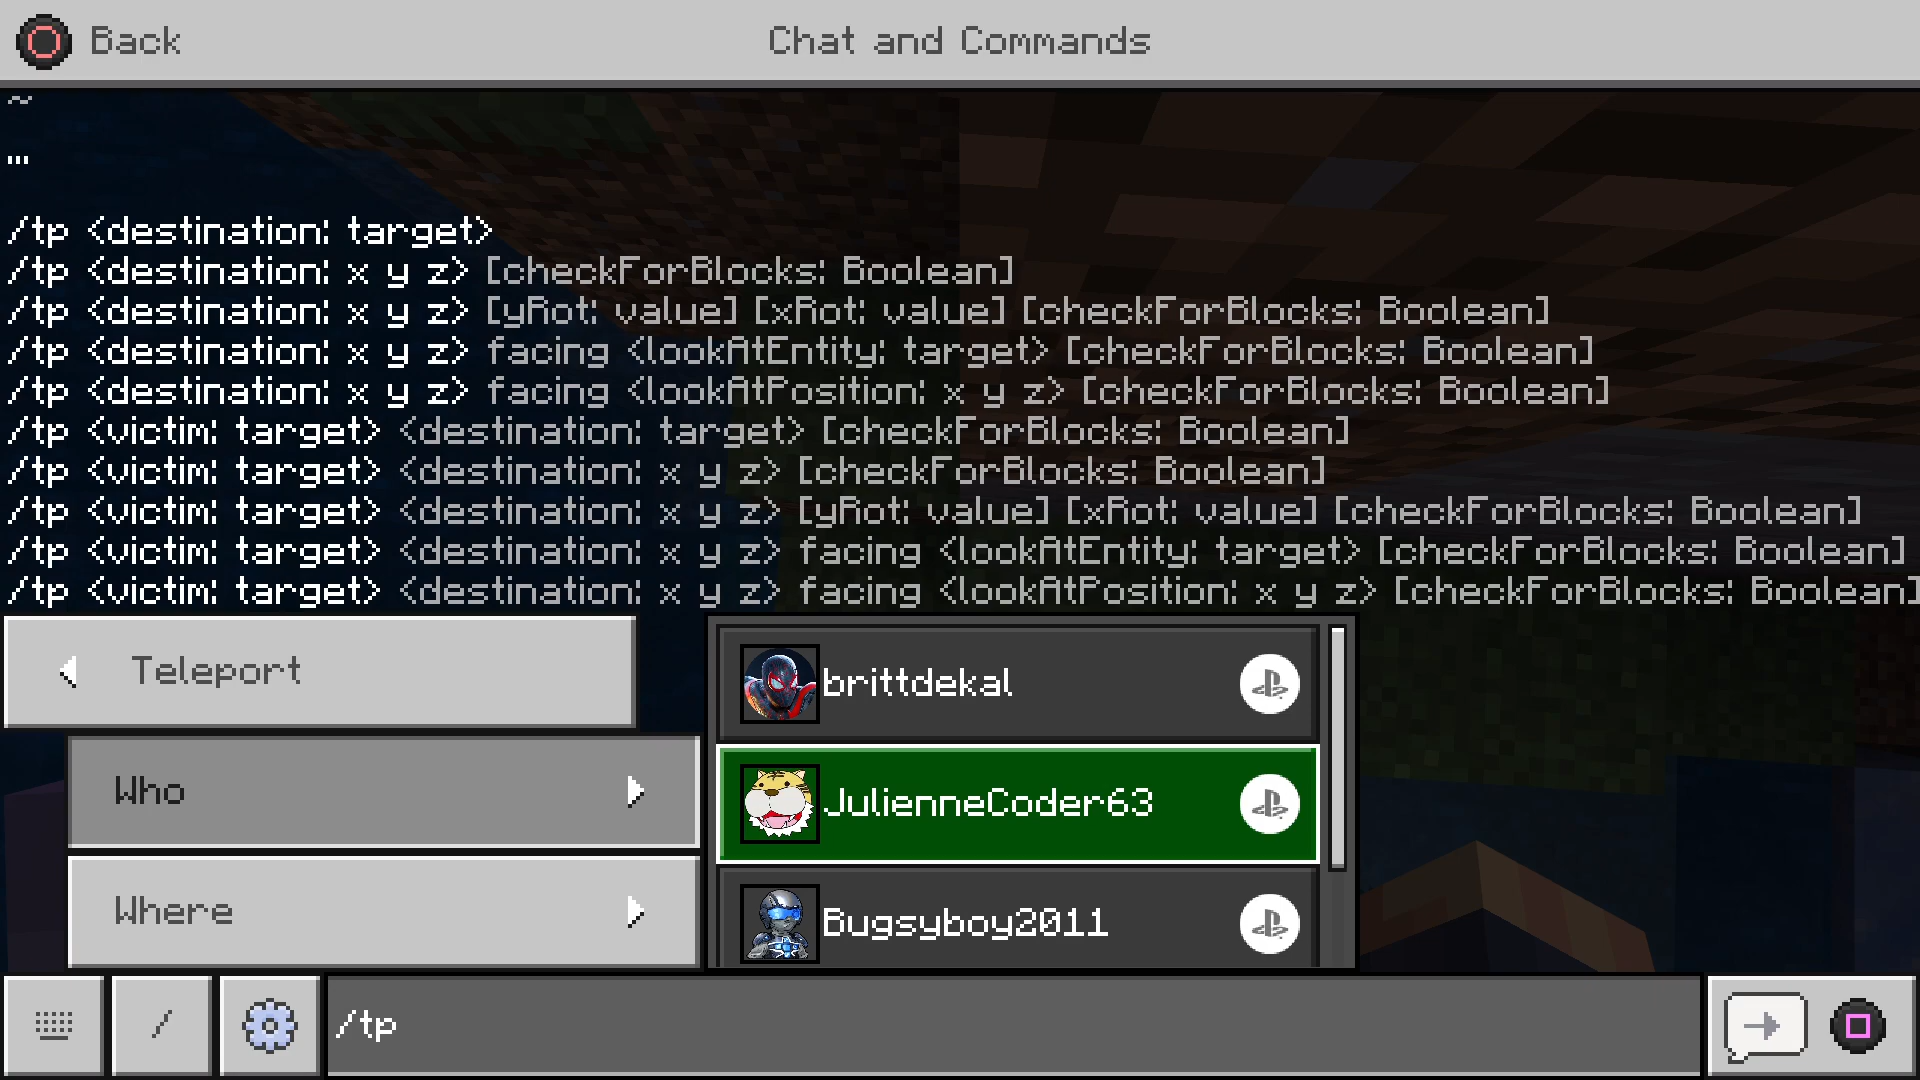 Back
Chat and Commands
~
...
/tp <destination: target>
/tp <destination: x y z> [checkForBlocks: Boolean]
/tp <destination: x y z> [yRot: value] [xRot: value] [checkForBlocks: Boolean]
/tp <destination: x y z> facing <lookAtEntity: target> [checkForBlocks: Boolean]
/tp <destination: x y z> facing <lookAtPosition: x y z> [checkForBlocks: Boolean]
/tp <victim: target> <destination: target> [checkForBlocks: Boolean]
/tp <victim: target> <destination: x y z> [checkForBlocks: Boolean]
/tp <victim: target> <destination: x y z> [yRot: value] [xRot: value] [checkForBlocks: Boolean]
/tp <victim: target> <destination: x y z> facing <lookAtEntity: target> [checkForBlocks: Boolean]
/tp <victim: target> <destination: x y z> facing <lookAtPosition: x y z> [checkForBlocks: Boolean]
Teleport
Who
Where
brittdekal
JulienneCoder63
Bugsyboy2011
/
/tp